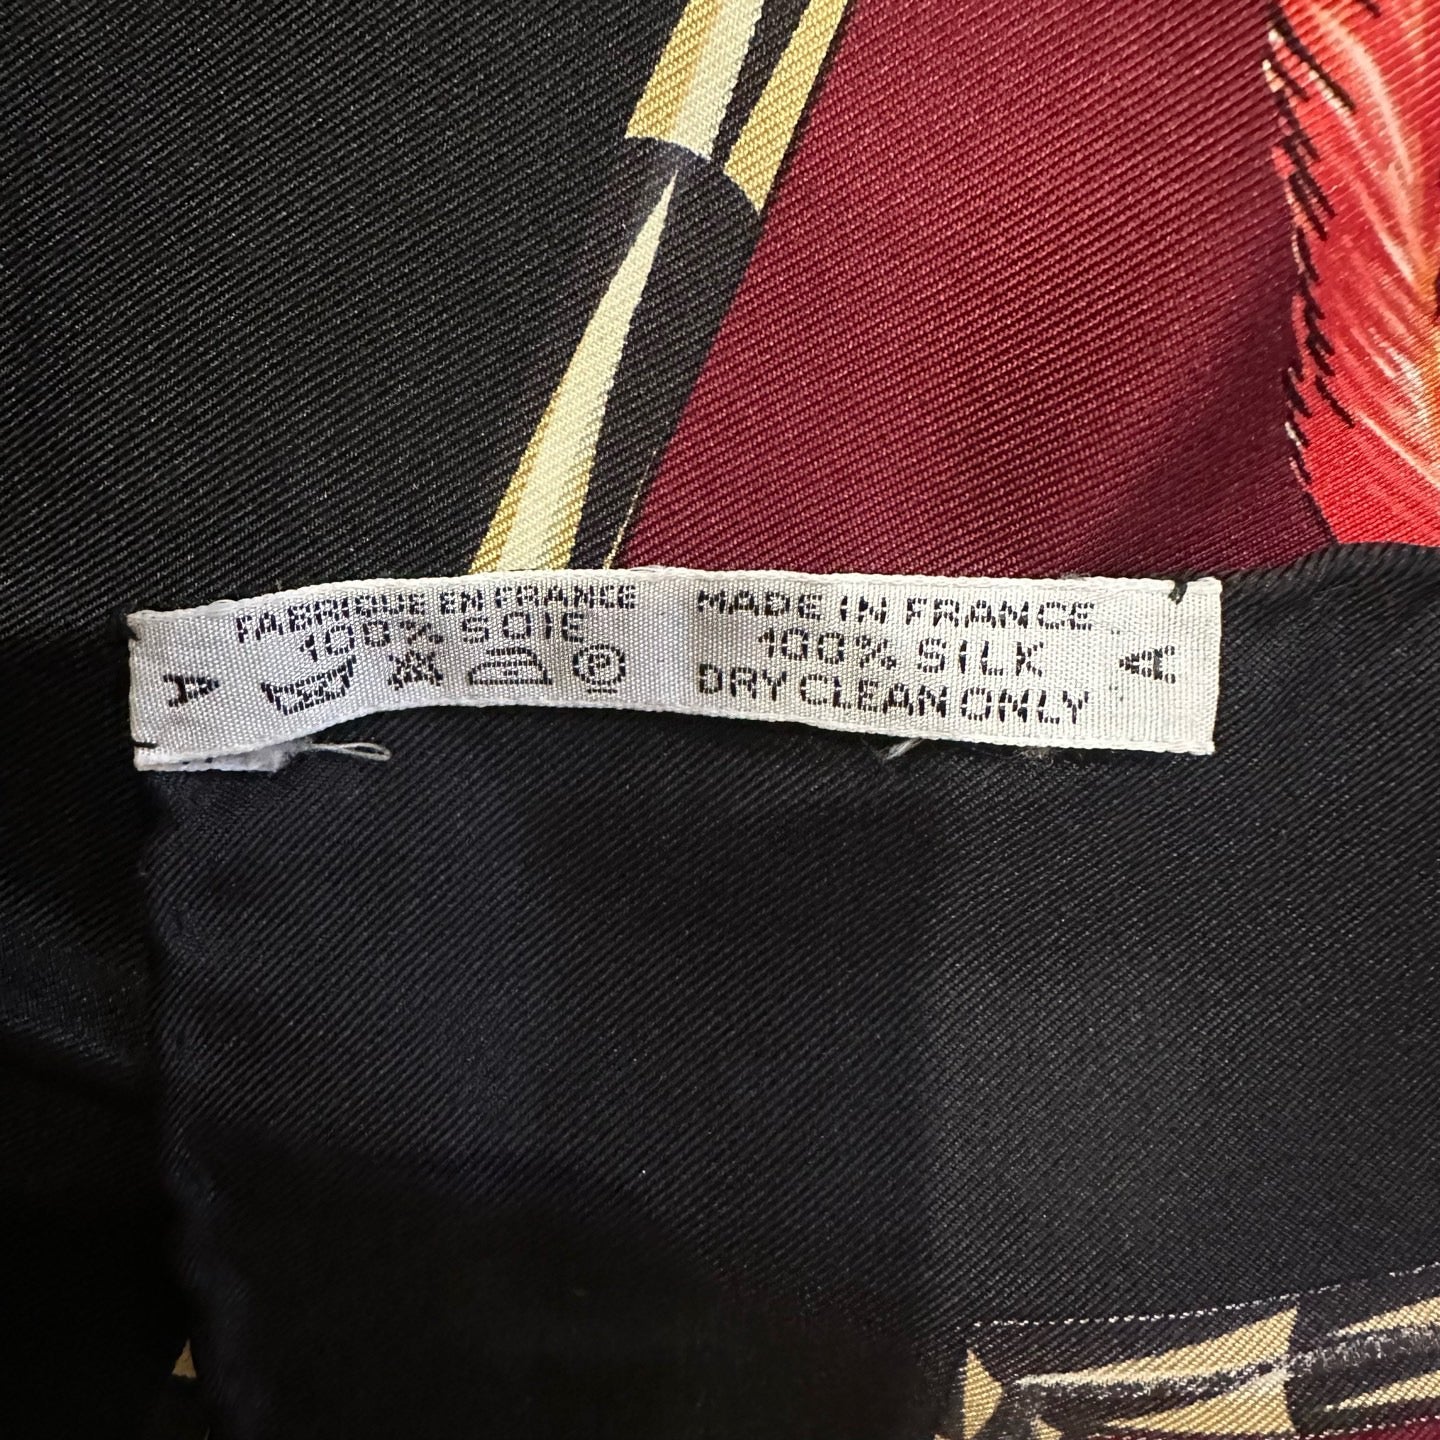 FABRIQUE EN FRANCE
100% SOIE
P
MADE IN FRANCE
100% SILK
DRY CLEAN ONLY
A
A